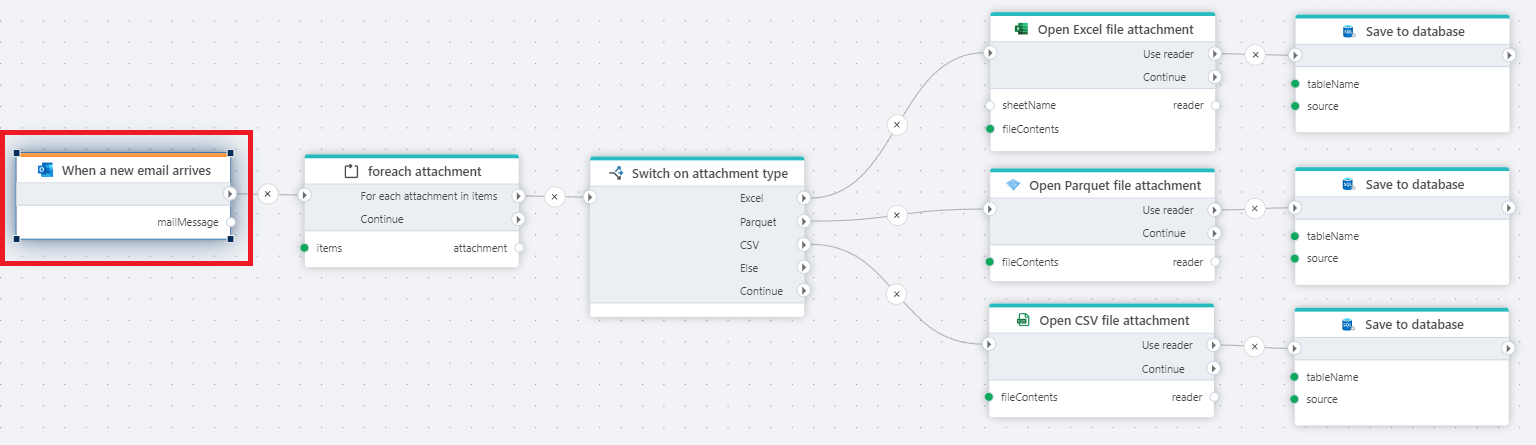 When a new email arrives
mailMessage
foreach attachment
For each attachment in items
Continue
items attachment
Switch on attachment type
Excel
Parquet
CSV
Else
Continue
Open Excel file attachment
Use reader
Continue
sheetName reader
fileContents
Save to database
tableName
source
Open Parquet file attachment
Use reader
Continue
fileContents reader
Save to database
tableName
source
Open CSV file attachment
Use reader
Continue
fileContents reader
Save to database
tableName
source